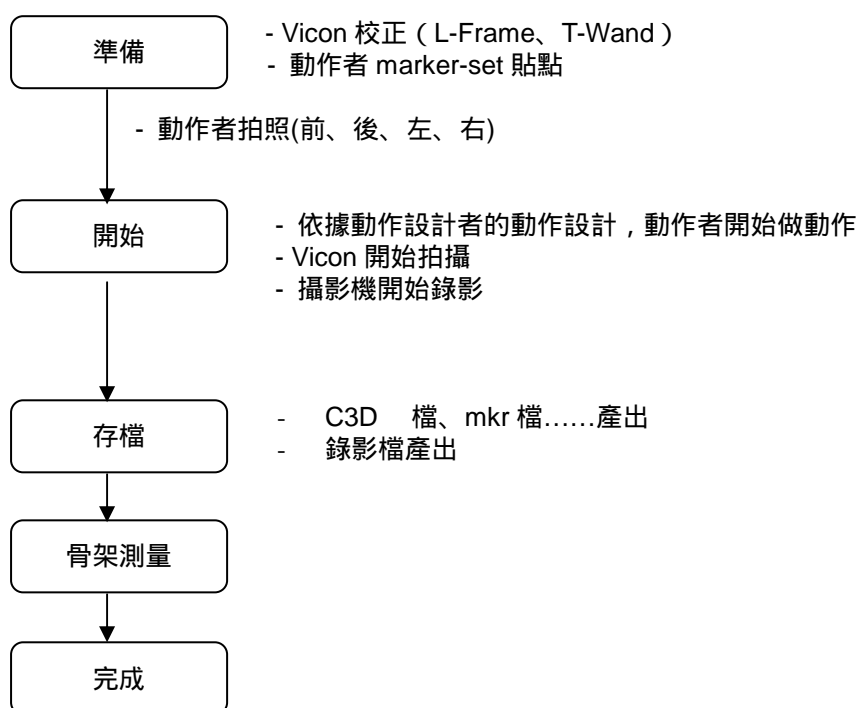 準備
- Vicon 校正（L-Frame、T-Wand）
- 動作者 marker-set 貼點
- 動作者拍照(前、後、左、右)
開始
- 依據動作設計者的動作設計，動作者開始做動作
- Vicon 開始拍攝
- 攝影機開始錄影
存檔
- C3D 檔、mkr 檔……產出
- 錄影檔產出
骨架測量
完成